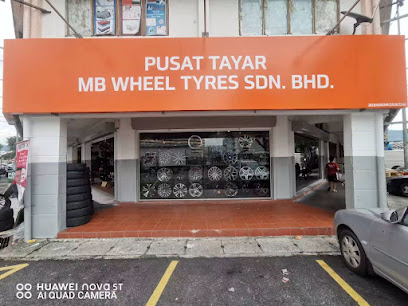 PUSAT TAYAR
MB WHEEL TYRES SDN. BHD.
HUAWEI nova 5T
AI QUAD CAMERA